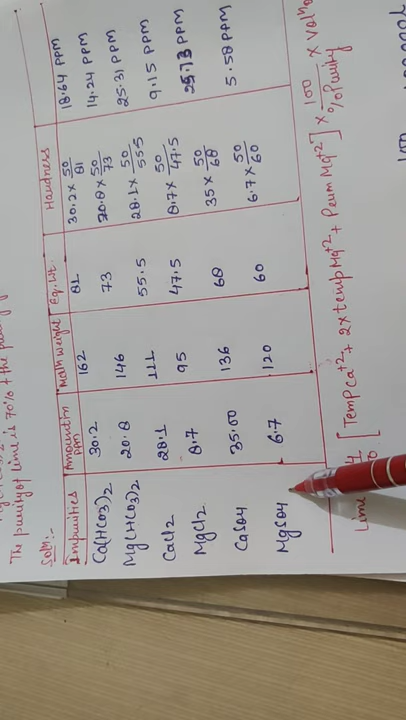 The purity of lime is 70% & the purity of
Soln:-
Impurities Amount in PPM Mole weight Eq. Wt. Hardness
Ca(HCO3)2 30.2 162 81 30.2 × 50/81 18.64 PPM
Mg(HCO3)2 20.8 146 73 20.8 × 50/73 14.24 PPM
CaCl2 28.1 111 55.5 28.1 × 50/55.5 25.31 PPM
MgCl2 8.7 95 47.5 8.7 × 50/47.5 9.15 PPM
CaSO4 35.00 136 68 35 × 50/68 25.73 PPM
MgSO4 6.7 120 60 6.7 × 50/60 5.58 PPM
Lime [Temp Ca+2 + 2 x temp Mg+2 + Perm Mg+2] × 100/% Purity × Vol